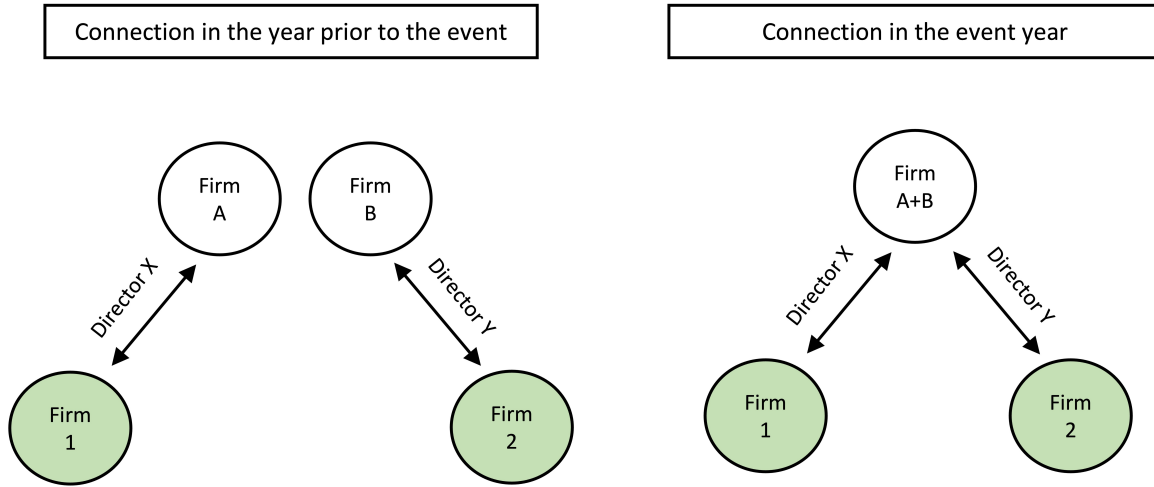 Connection in the year prior to the event
Connection in the event year
Firm
A
Firm
B
Firm
A+B
Director X
Director Y
Director X
Director Y
Firm
1
Firm
2
Firm
1
Firm
2